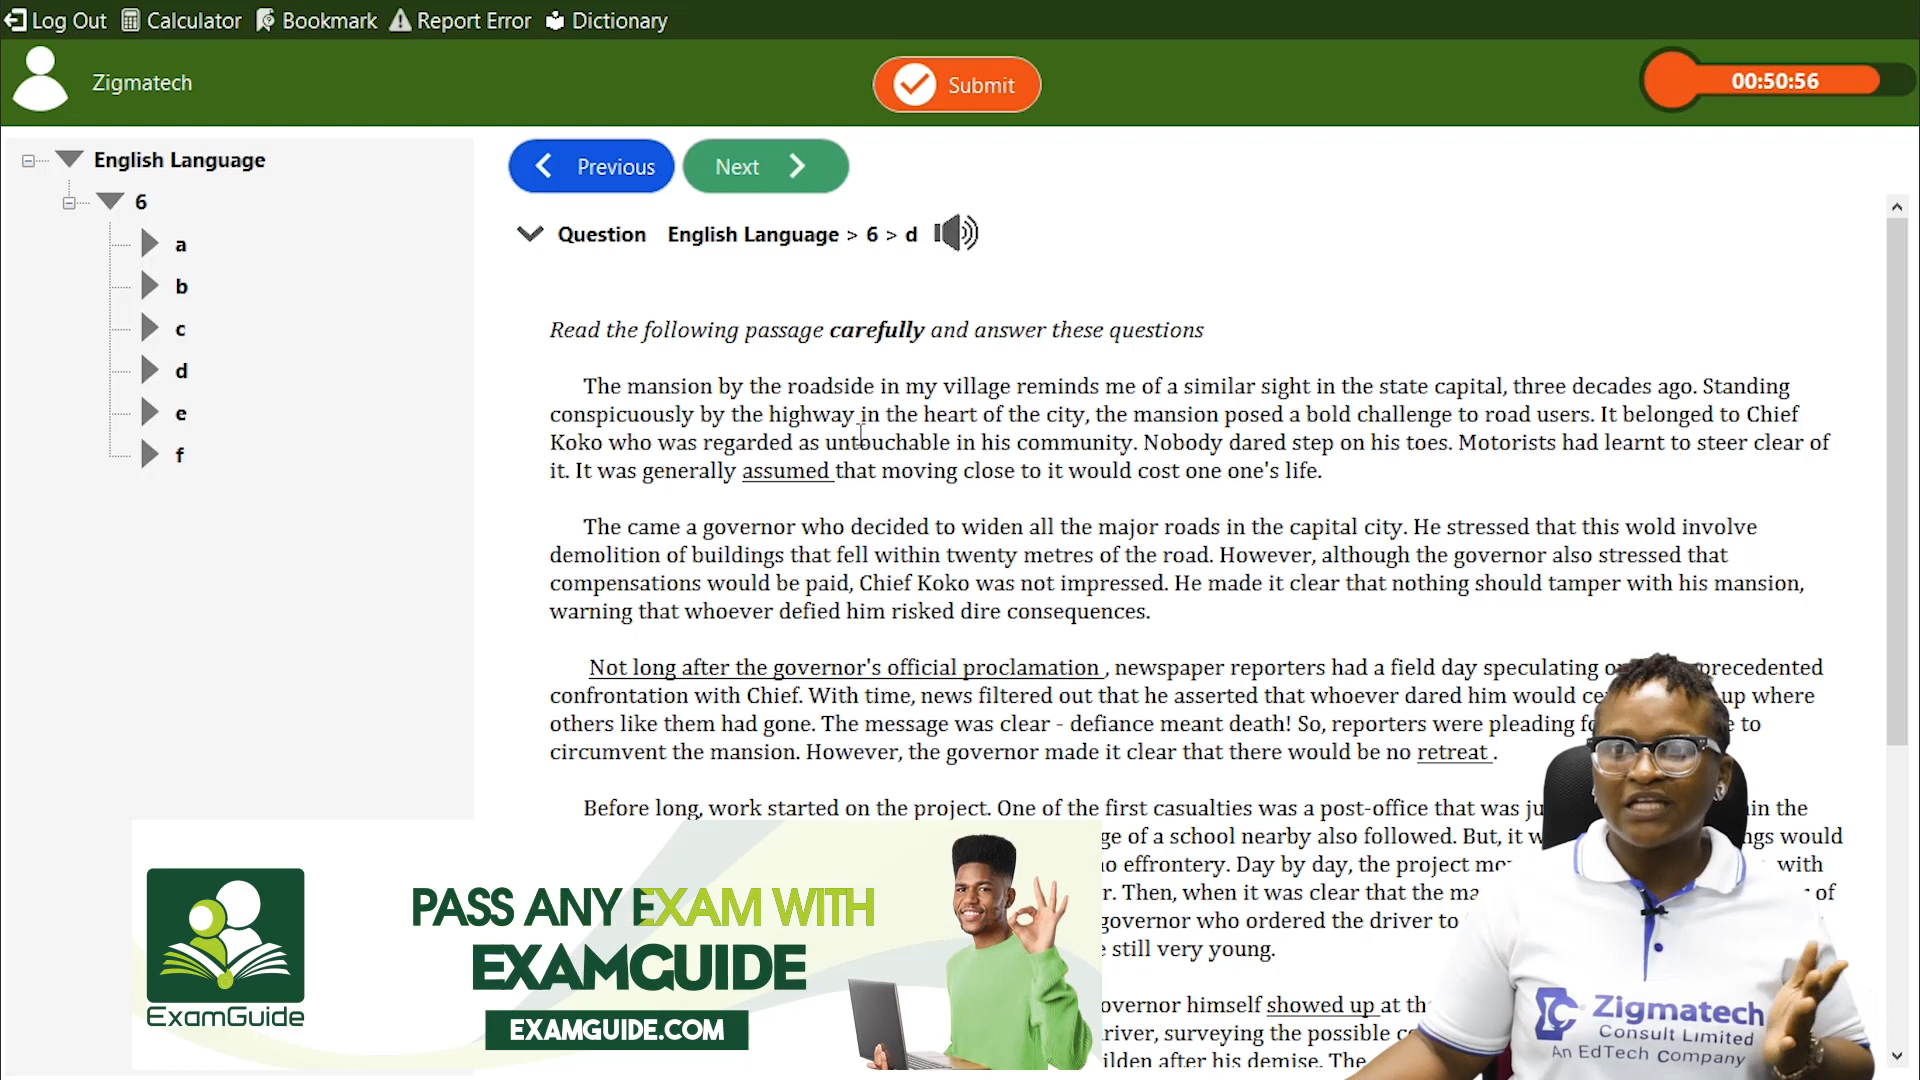 Log Out Calculator Bookmark Report Error Dictionary
Zigmatech
Submit
00:50:56
English Language
6
a
b
c
d
e
f
Previous
Next
Question English Language > 6 > d
Read the following passage carefully and answer these questions
The mansion by the roadside in my village reminds me of a similar sight in the state capital, three decades ago. Standing
conspicuously by the highway in the heart of the city, the mansion posed a bold challenge to road users. It belonged to Chief
Koko who was regarded as untouchable in his community. Nobody dared step on his toes. Motorists had learnt to steer clear of
it. It was generally assumed that moving close to it would cost one one's life.
The came a governor who decided to widen all the major roads in the capital city. He stressed that this wold involve
demolition of buildings that fell within twenty metres of the road. However, although the governor also stressed that
compensations would be paid, Chief Koko was not impressed. He made it clear that nothing should tamper with his mansion,
warning that whoever defied him risked dire consequences.
Not long after the governor's official proclamation , newspaper reporters had a field day speculating
confrontation with Chief. With time, news filtered out that he asserted that whoever dared him would up where
others like them had gone. The message was clear - defiance meant death! So, reporters were pleading to
circumvent the mansion. However, the governor made it clear that there would be no retreat .
Before long, work started on the project. One of the first casualties was a post-office that was the
of a school nearby also followed. But, it would
effrontery. Day by day, the project with
Then, when it was clear that the of
governor who ordered the driver to
still very young.
himself showed up at
surveying the possible
after his demise. The
ExamGuide
PASS ANY EXAM WITH
EXAMGUIDE
EXAMGUIDE.COM
Zigmatech
Consult Limited
An EdTech Company